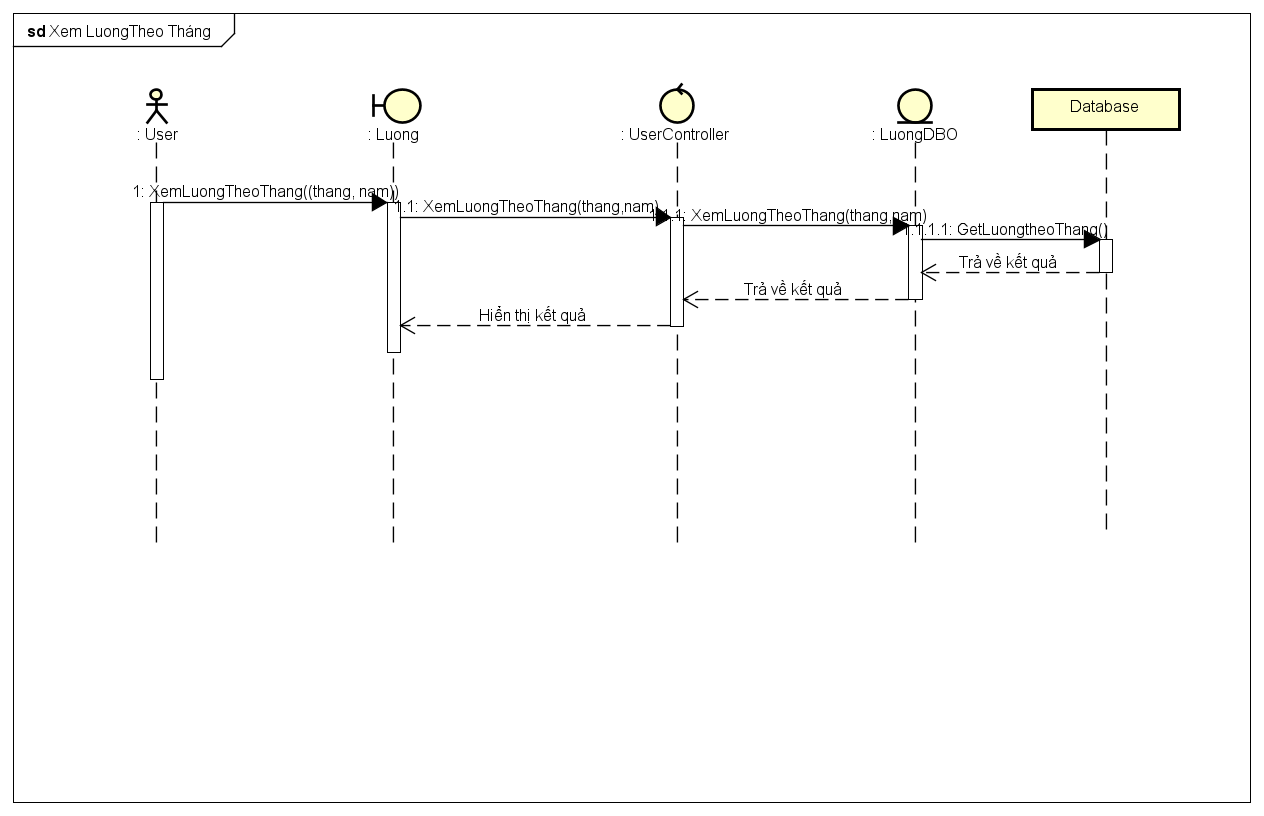 sd Xem LuongTheo Tháng
: User
: Luong
: UserController
: LuongDBO
Database
1: XemLuongTheoThang((thang, nam))
1.1: XemLuongTheoThang(thang,nam)
1.1.1: XemLuongTheoThang(thang,nam)
1.1.1.1: GetLuongtheoThang()
Trả về kết quả
Trả về kết quả
Hiển thị kết quả